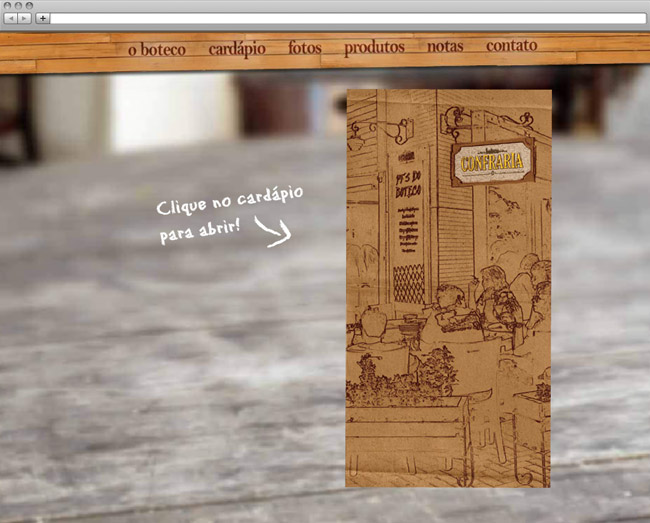 o boteco cardápio fotos produtos notas contato
CONFRARIA
PF'S DO
BOTECO
Clique no cardápio
para abrir!